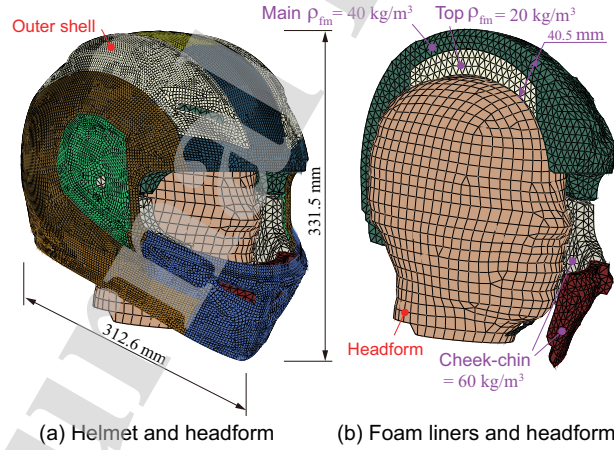 Outer shell
331.5 mm
312.6 mm
(a) Helmet and headform
Main ρfm = 40 kg/m³
Top ρfm = 20 kg/m³
40.5 mm
Headform
Cheek-chin
= 60 kg/m³
(b) Foam liners and headform